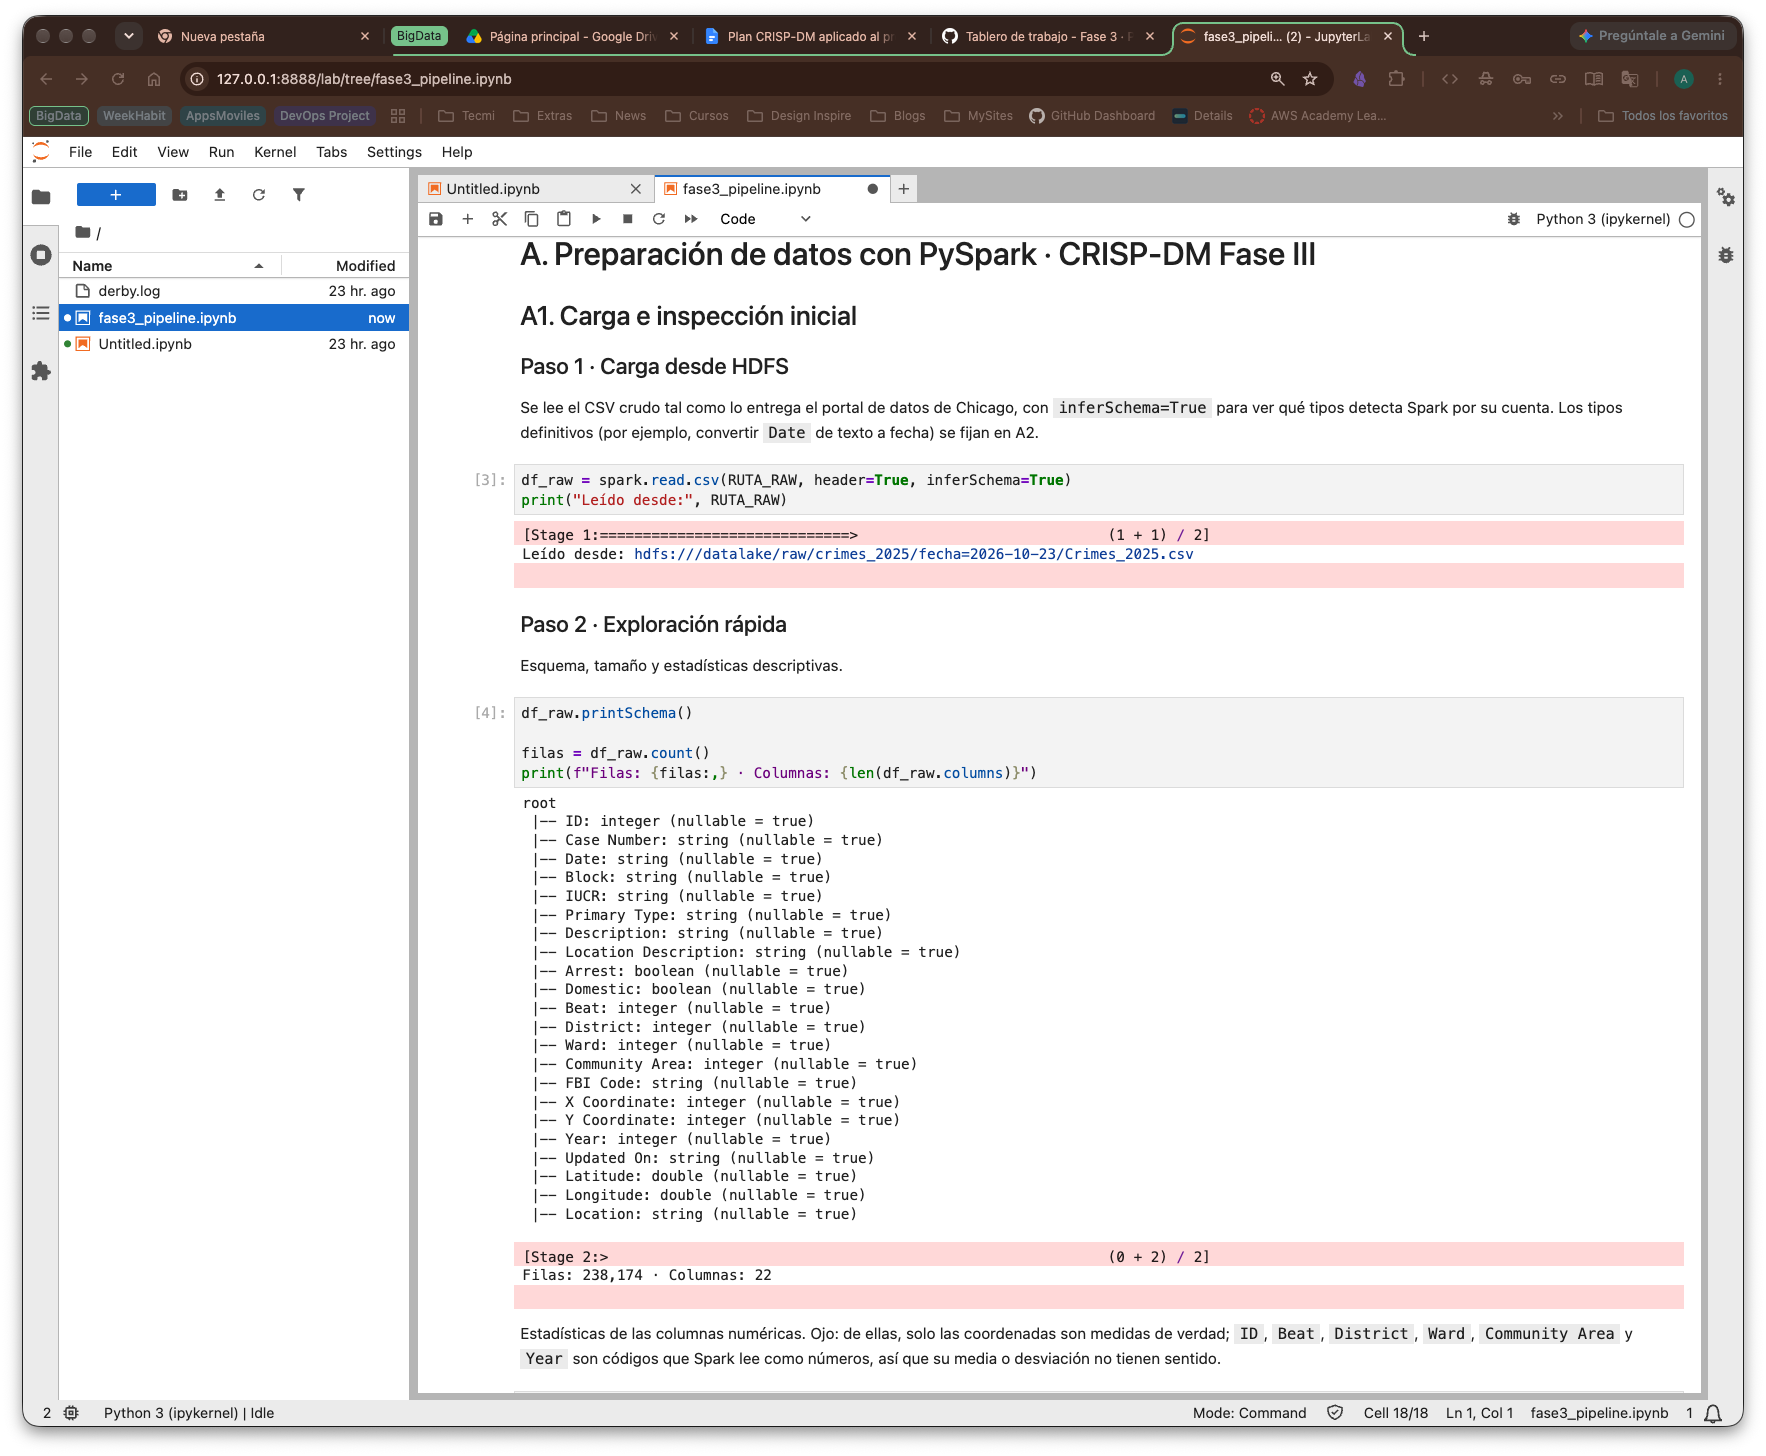 Nueva pestaña
BigData
Página principal - Google Driv
Plan CRISP-DM aplicado al pr
Tablero de trabajo - Fase 3 ·
fase3_pipeli... (2) - JupyterLa
Pregúntale a Gemini
127.0.0.1:8888/lab/tree/fase3_pipeline.ipynb
A
BigData
WeekHabit
AppsMoviles
DevOps Project
Tecmi
Extras
News
Cursos
Design Inspire
Blogs
MySites
GitHub Dashboard
Details
AWS Academy Lea...
Todos los favoritos
File Edit View Run Kernel Tabs Settings Help
/
Name Modified
derby.log 23 hr. ago
fase3_pipeline.ipynb now
Untitled.ipynb 23 hr. ago
Untitled.ipynb
fase3_pipeline.ipynb
Code
Python 3 (ipykernel)
A. Preparación de datos con PySpark · CRISP-DM Fase III
A1. Carga e inspección inicial
Paso 1 · Carga desde HDFS
Se lee el CSV crudo tal como lo entrega el portal de datos de Chicago, con inferSchema=True para ver qué tipos detecta Spark por su cuenta. Los tipos
definitivos (por ejemplo, convertir Date de texto a fecha) se fijan en A2.
[3]: df_raw = spark.read.csv(RUTA_RAW, header=True, inferSchema=True)
print("Leído desde:", RUTA_RAW)
[Stage 1:=============================> (1 + 1) / 2]
Leído desde: hdfs:///datalake/raw/crimes_2025/fecha=2026-10-23/Crimes_2025.csv
Paso 2 · Exploración rápida
Esquema, tamaño y estadísticas descriptivas.
[4]: df_raw.printSchema()
filas = df_raw.count()
print(f"Filas: {filas:,} · Columnas: {len(df_raw.columns)}")
root
|-- ID: integer (nullable = true)
|-- Case Number: string (nullable = true)
|-- Date: string (nullable = true)
|-- Block: string (nullable = true)
|-- IUCR: string (nullable = true)
|-- Primary Type: string (nullable = true)
|-- Description: string (nullable = true)
|-- Location Description: string (nullable = true)
|-- Arrest: boolean (nullable = true)
|-- Domestic: boolean (nullable = true)
|-- Beat: integer (nullable = true)
|-- District: integer (nullable = true)
|-- Ward: integer (nullable = true)
|-- Community Area: integer (nullable = true)
|-- FBI Code: string (nullable = true)
|-- X Coordinate: integer (nullable = true)
|-- Y Coordinate: integer (nullable = true)
|-- Year: integer (nullable = true)
|-- Updated On: string (nullable = true)
|-- Latitude: double (nullable = true)
|-- Longitude: double (nullable = true)
|-- Location: string (nullable = true)
[Stage 2:> (0 + 2) / 2]
Filas: 238,174 · Columnas: 22
Estadísticas de las columnas numéricas. Ojo: de ellas, solo las coordenadas son medidas de verdad; ID, Beat, District, Ward, Community Area y
Year son códigos que Spark lee como números, así que su media o desviación no tienen sentido.
2 Python 3 (ipykernel) | Idle
Mode: Command
Cell 18/18
Ln 1, Col 1
fase3_pipeline.ipynb
1